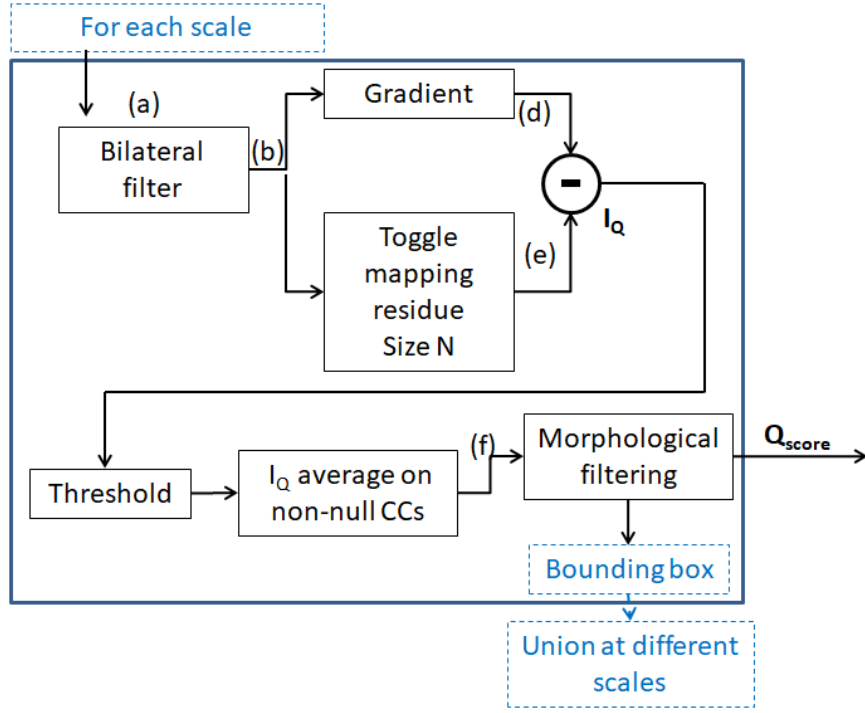 For each scale
(a)
Bilateral
filter
(b)
Gradient
(d)
-
I_Q
Toggle
mapping
residue
Size N
(e)
Threshold
I_Q average on
non-null CCs
(f)
Morphological
filtering
Q_score
Bounding box
Union at different
scales